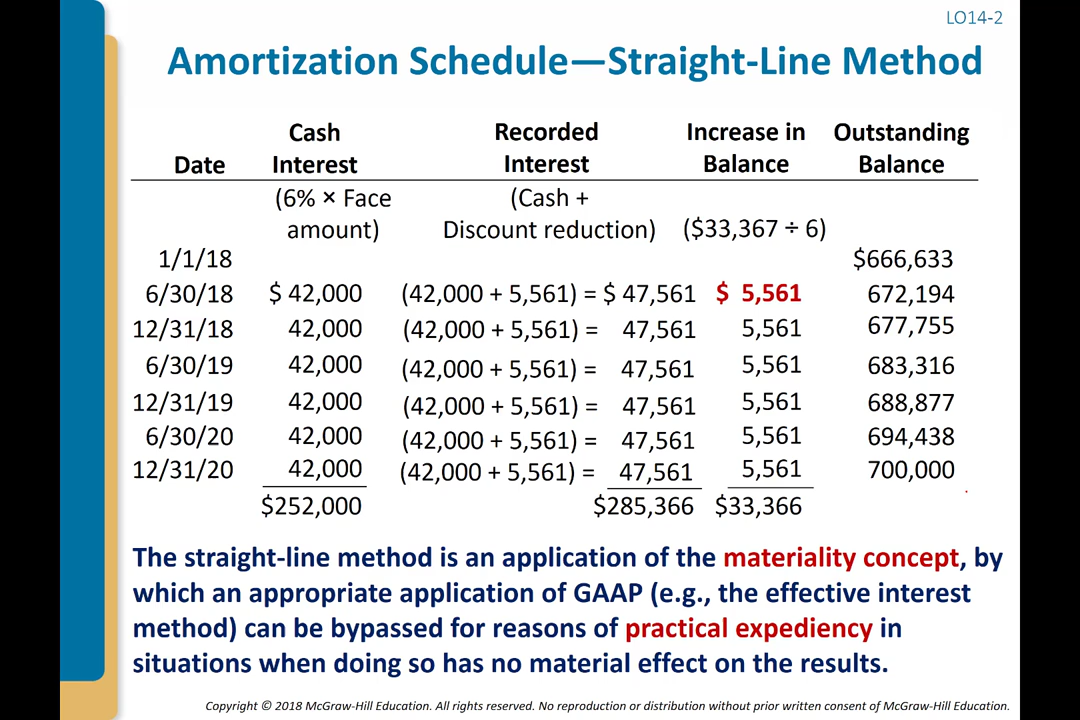 LO14-2
Amortization Schedule—Straight-Line Method
Cash Recorded Increase in Outstanding
Date Interest Interest Balance Balance
(6% × Face (Cash +
amount) Discount reduction) ($33,367 ÷ 6)
1/1/18 $666,633
6/30/18 $ 42,000 (42,000 + 5,561) = $ 47,561 $ 5,561 672,194
12/31/18 42,000 (42,000 + 5,561) = 47,561 5,561 677,755
6/30/19 42,000 (42,000 + 5,561) = 47,561 5,561 683,316
12/31/19 42,000 (42,000 + 5,561) = 47,561 5,561 688,877
6/30/20 42,000 (42,000 + 5,561) = 47,561 5,561 694,438
12/31/20 42,000 (42,000 + 5,561) = 47,561 5,561 700,000
$252,000 $285,366 $33,366
The straight-line method is an application of the materiality concept, by
which an appropriate application of GAAP (e.g., the effective interest
method) can be bypassed for reasons of practical expediency in
situations when doing so has no material effect on the results.
Copyright © 2018 McGraw-Hill Education. All rights reserved. No reproduction or distribution without prior written consent of McGraw-Hill Education.